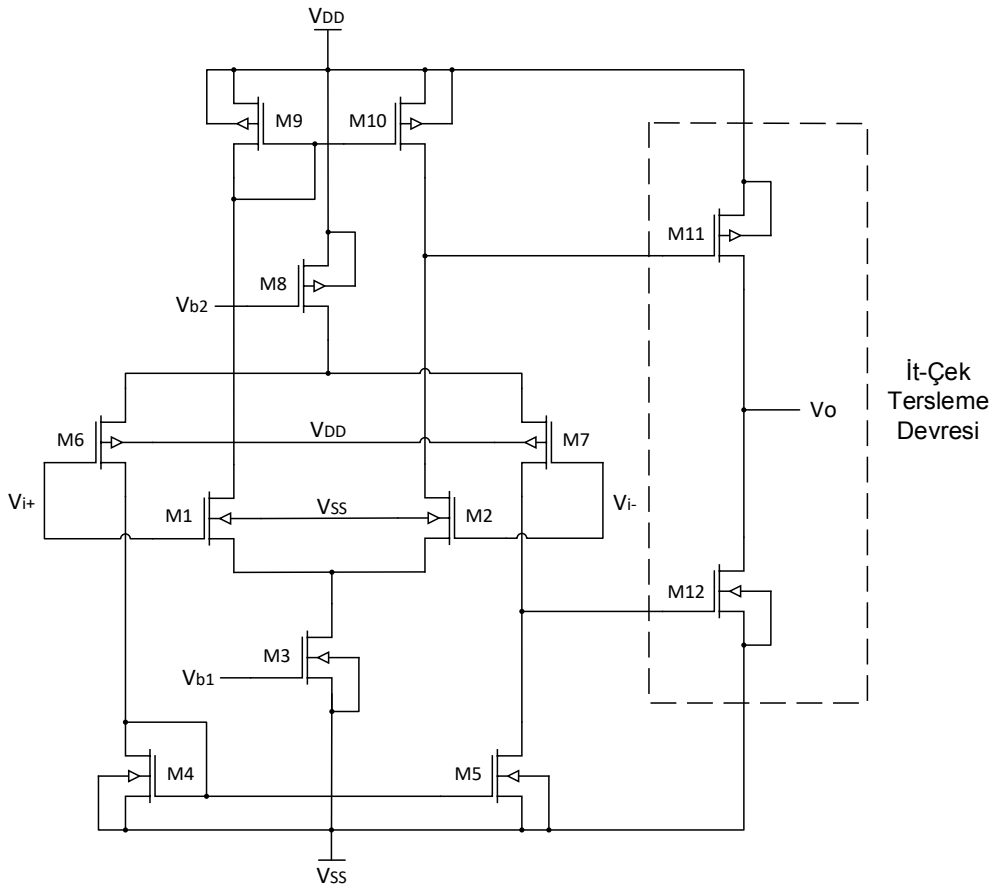 VDD
M9
M10
M11
M8
Vb2
İt-Çek
Tersleme
Devresi
Vo
M6
VDD
M7
Vi+
M1
VSS
M2
Vi-
M12
M3
Vb1
M4
M5
VSS